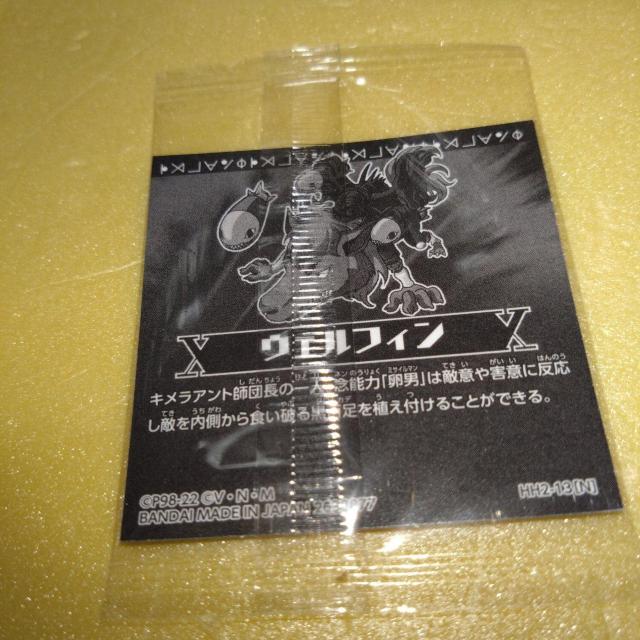 ウェルフィン
キメラアント師団長の一人。念能力「卵男」は敵意や害意に反応
し敵を内側から食い破る黒百足を植え付けることができる。
©P98-22 ©V・N・M
BANDAI MADE IN JAPAN
HH2-13[N]